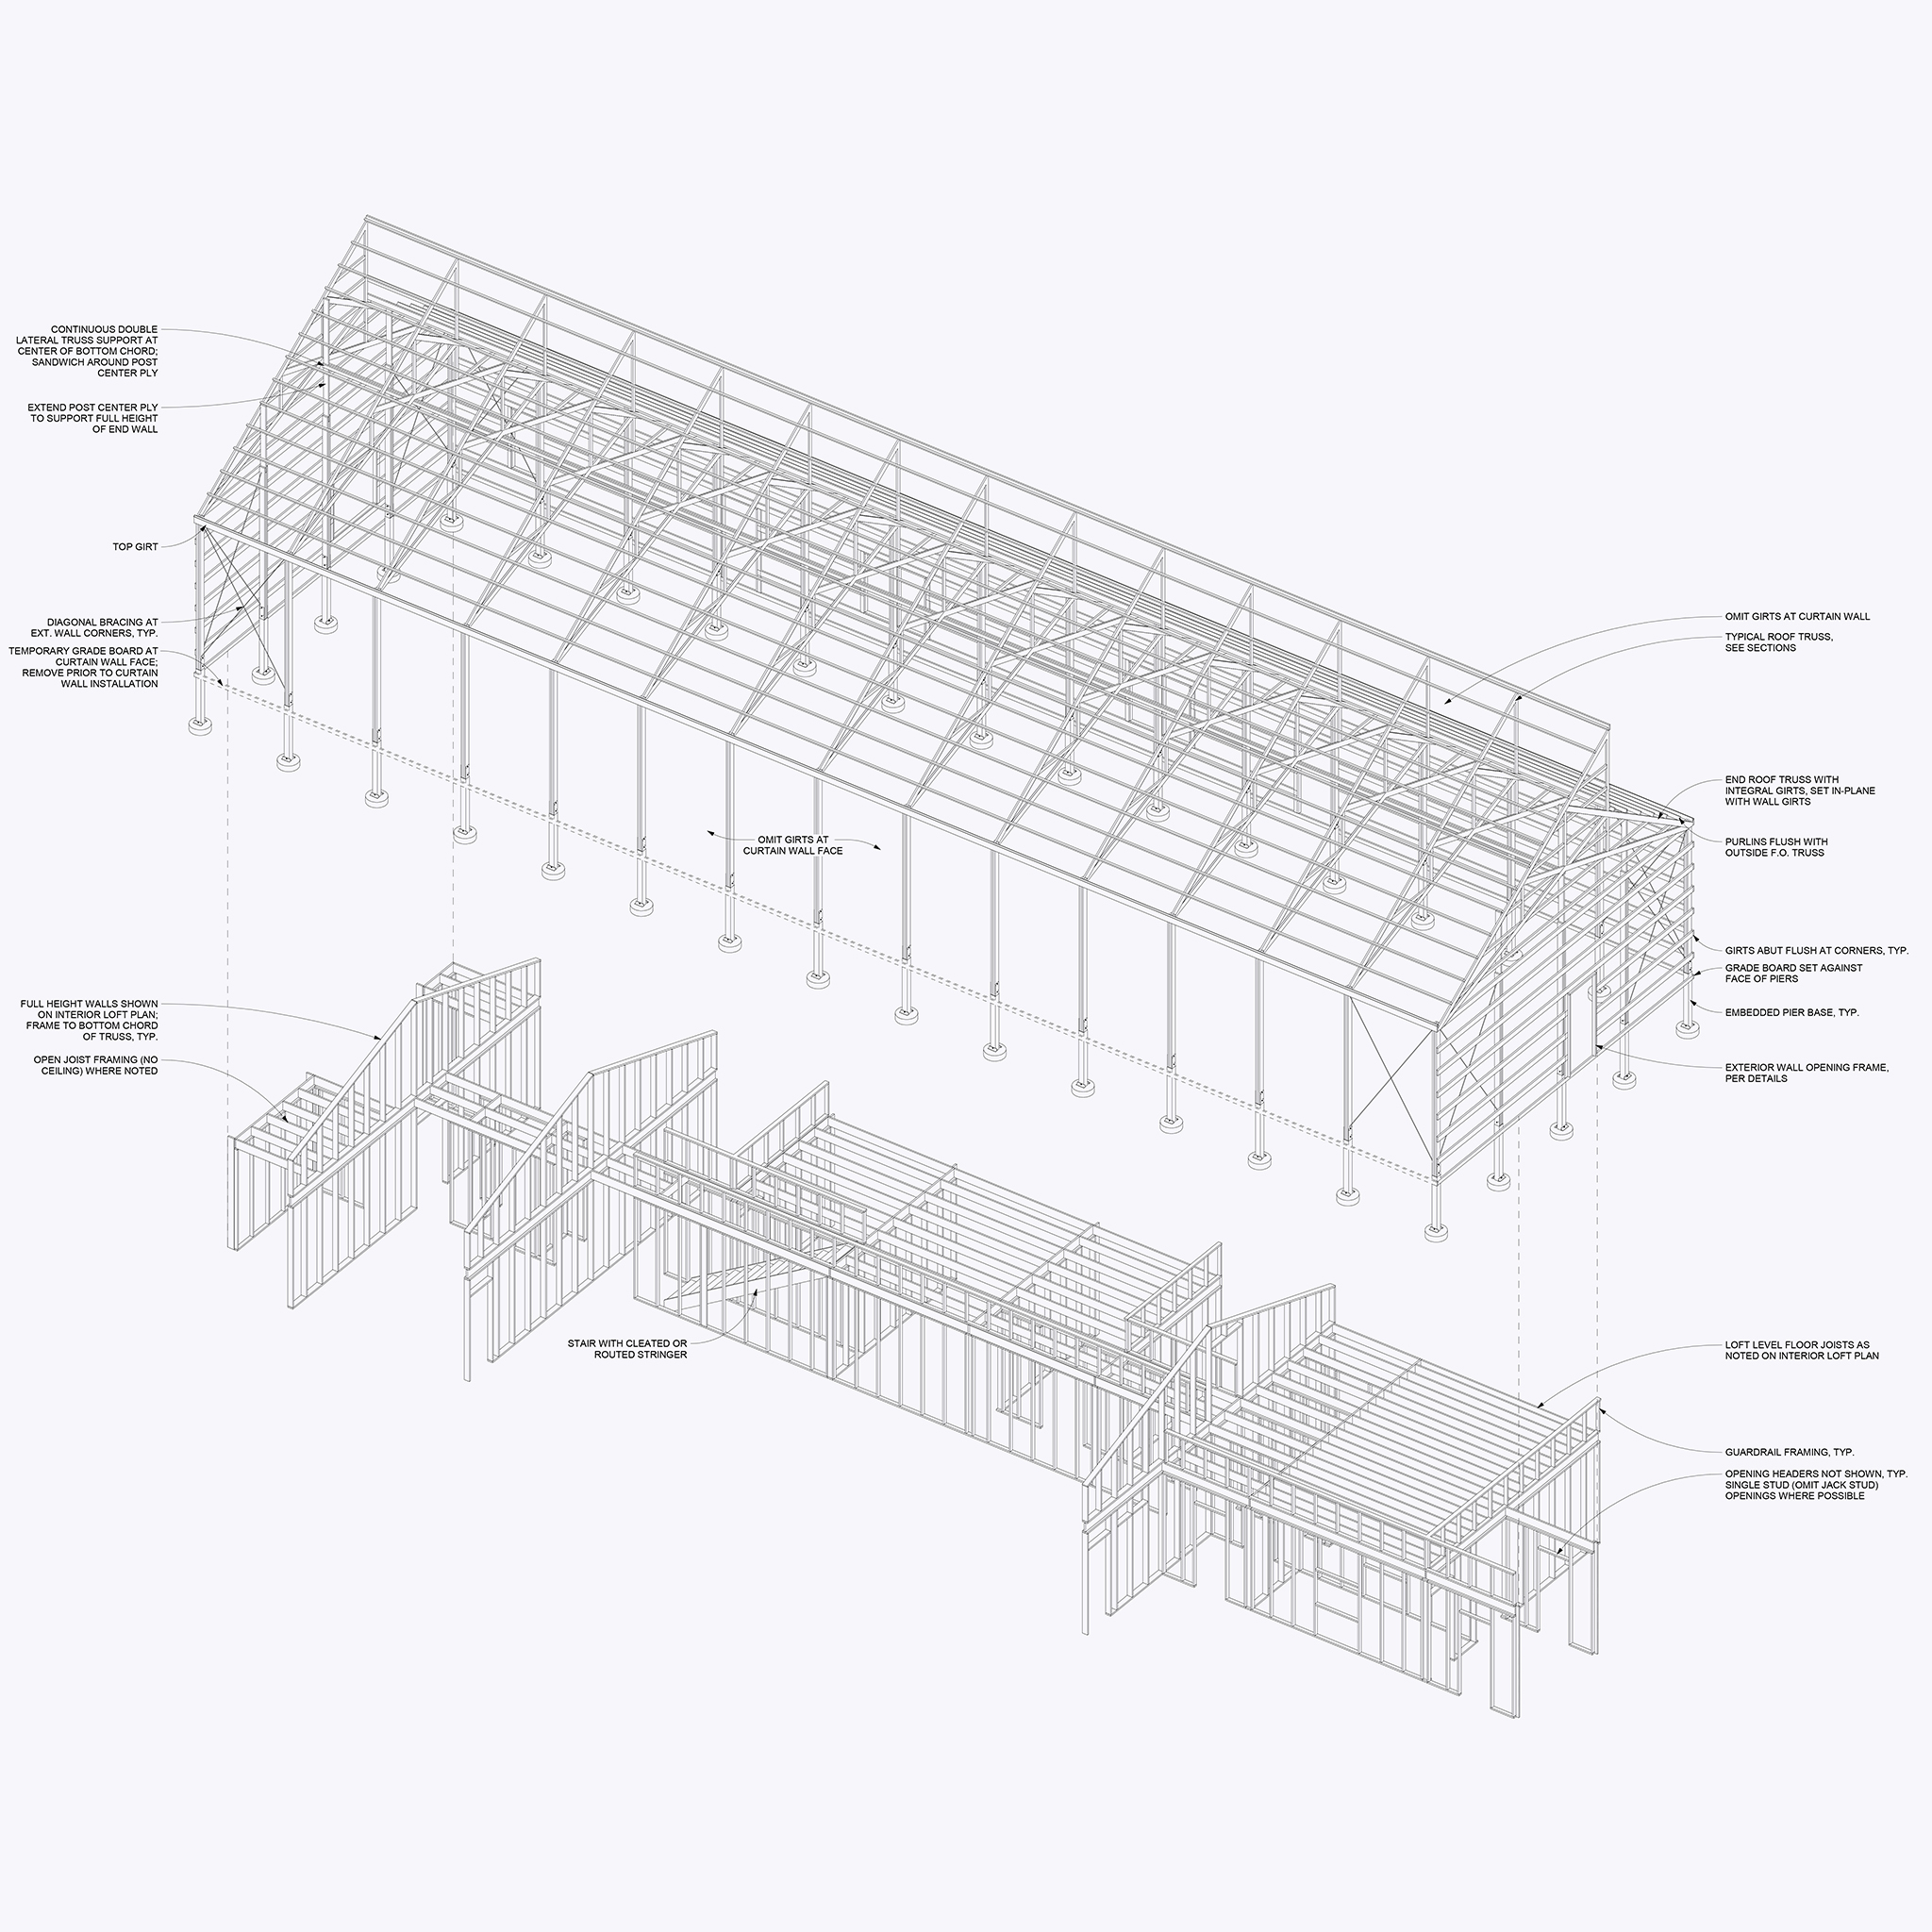 CONTINUOUS DOUBLE
LATERAL TRUSS SUPPORT AT
CENTER OF BOTTOM CHORD;
SANDWICH AROUND POST
CENTER PLY
EXTEND POST CENTER PLY
TO SUPPORT FULL HEIGHT
OF END WALL
TOP GIRT
DIAGONAL BRACING AT
EXT. WALL CORNERS, TYP.
TEMPORARY GRADE BOARD AT
CURTAIN WALL FACE;
REMOVE PRIOR TO CURTAIN
WALL INSTALLATION
OMIT GIRTS AT CURTAIN WALL
TYPICAL ROOF TRUSS,
SEE SECTIONS
END ROOF TRUSS WITH
INTEGRAL GIRTS, SET IN-PLANE
WITH WALL GIRTS
PURLINS FLUSH WITH
OUTSIDE F.O. TRUSS
OMIT GIRTS AT
CURTAIN WALL FACE
GIRTS ABUT FLUSH AT CORNERS, TYP.
GRADE BOARD SET AGAINST
FACE OF PIERS
EMBEDDED PIER BASE, TYP.
EXTERIOR WALL OPENING FRAME,
PER DETAILS
FULL HEIGHT WALLS SHOWN
ON INTERIOR LOFT PLAN;
FRAME TO BOTTOM CHORD
OF TRUSS, TYP.
OPEN JOIST FRAMING (NO
CEILING) WHERE NOTED
STAIR WITH CLEATED OR
ROUTED STRINGER
LOFT LEVEL FLOOR JOISTS AS
NOTED ON INTERIOR LOFT PLAN
GUARDRAIL FRAMING, TYP.
OPENING HEADERS NOT SHOWN, TYP.
SINGLE STUD (OMIT JACK STUD)
OPENINGS WHERE POSSIBLE